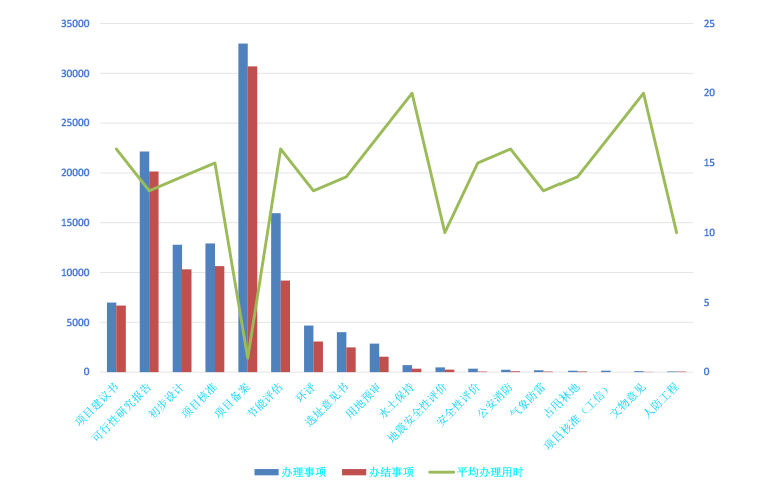 35000
30000
25000
20000
15000
10000
5000
0
25
20
15
10
5
0
项目建议书
可行性研究报告
初步设计
项目核准
项目备案
节能评估
环评
选址意见书
用地预审
水土保持
地震安全性评价
安全性评价
公安消防
气象防雷
占用林地
项目核准（工信）
文物意见
人防工程
办理事项
办结事项
平均办理用时